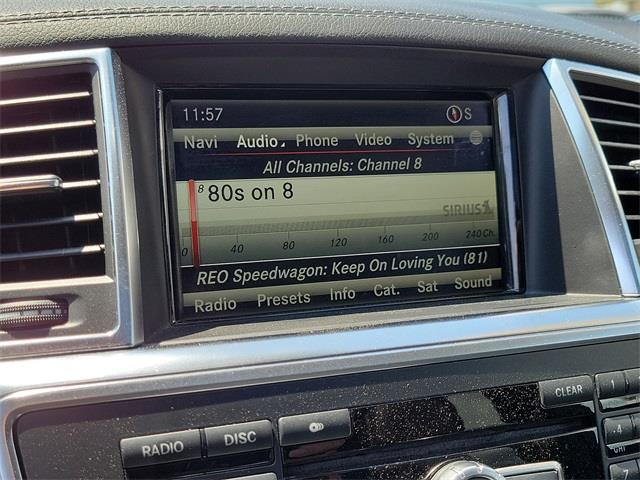 11:57 S
Navi Audio Phone Video System
All Channels: Channel 8
8 80s on 8
SIRIUS
0 40 80 120 160 200 240 Ch.
REO Speedwagon: Keep On Loving You (81)
Radio Presets Info Cat. Sat Sound
RADIO DISC CLEAR 1
4
GHI
7